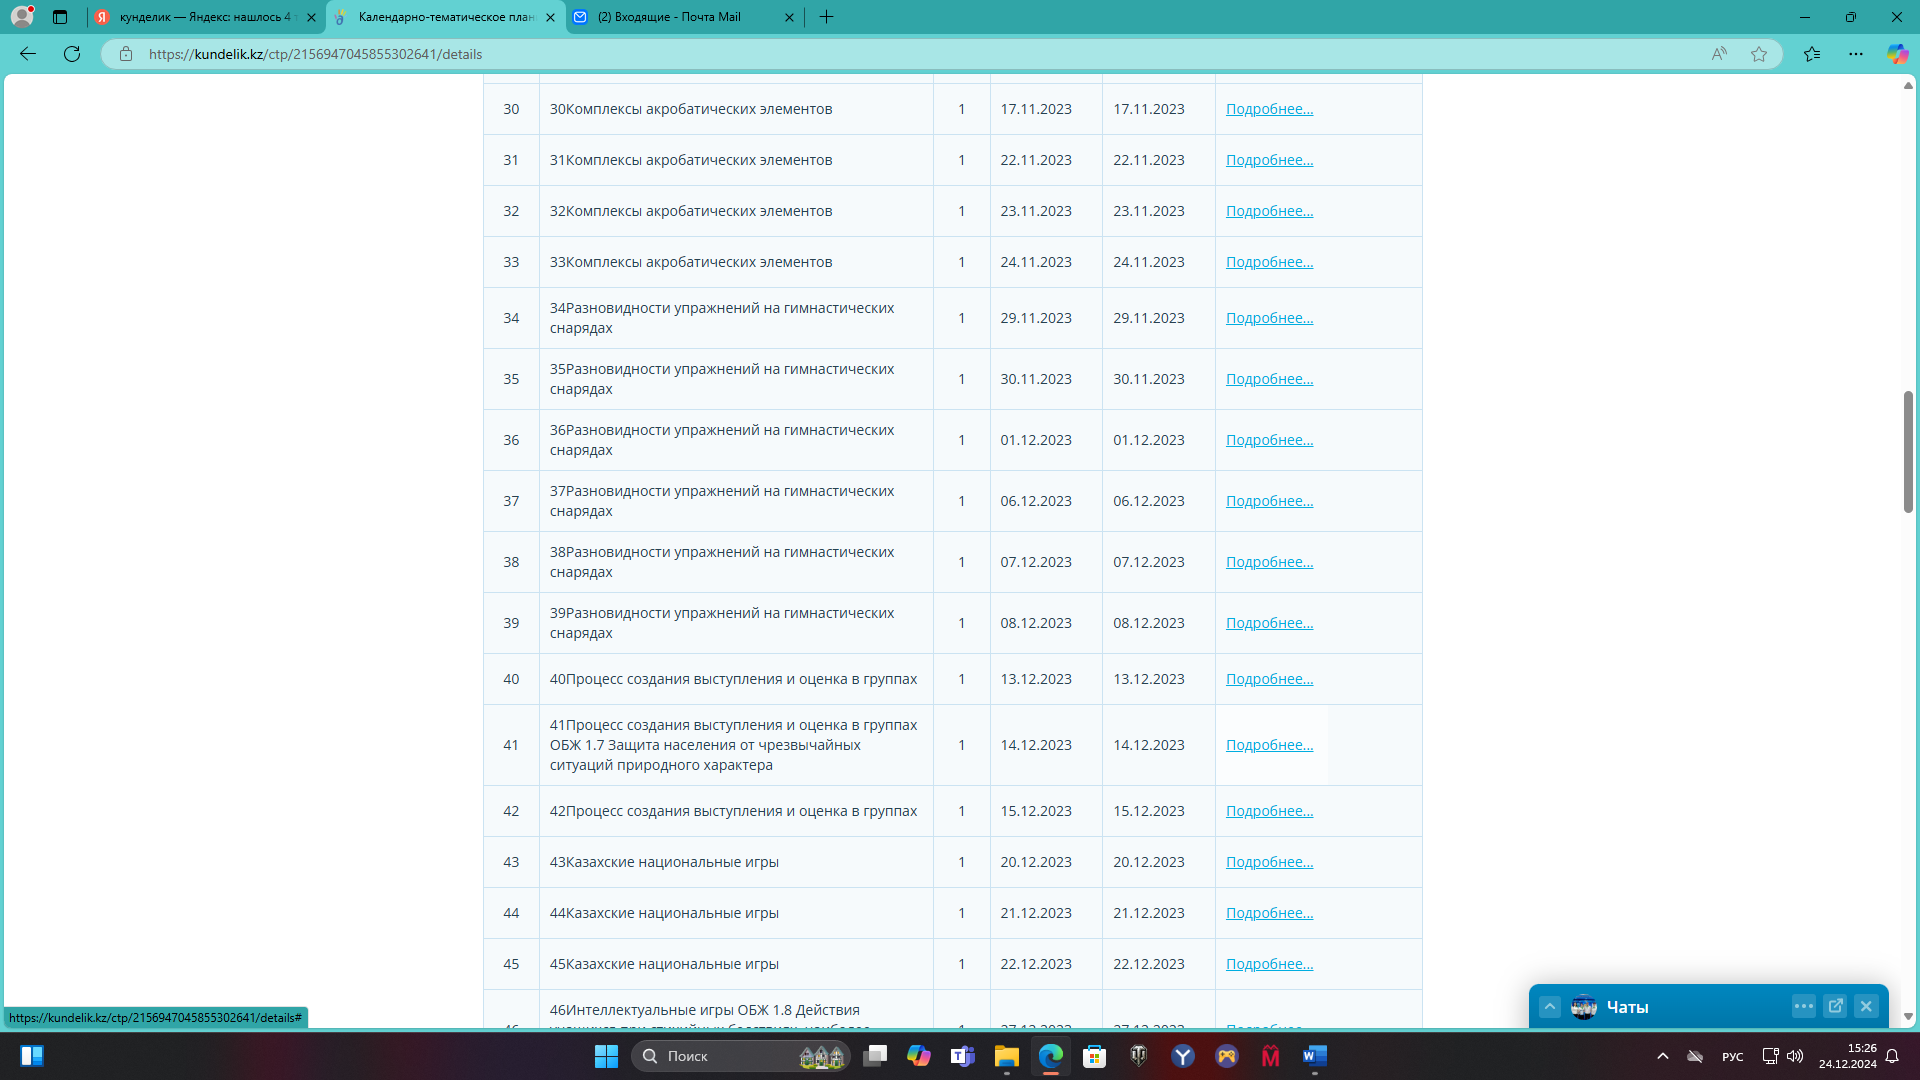 кунделик — Яндекс: нашлось 4
Календарно-тематическое план
(2) Входящие - Почта Mail
https://kundelik.kz/ctp/2156947045855302641/details
30 30Комплексы акробатических элементов 1 17.11.2023 17.11.2023 Подробнее...
31 31Комплексы акробатических элементов 1 22.11.2023 22.11.2023 Подробнее...
32 32Комплексы акробатических элементов 1 23.11.2023 23.11.2023 Подробнее...
33 33Комплексы акробатических элементов 1 24.11.2023 24.11.2023 Подробнее...
34Разновидности упражнений на гимнастических
34 снарядах 1 29.11.2023 29.11.2023 Подробнее...
35Разновидности упражнений на гимнастических
35 снарядах 1 30.11.2023 30.11.2023 Подробнее...
36Разновидности упражнений на гимнастических
36 снарядах 1 01.12.2023 01.12.2023 Подробнее...
37Разновидности упражнений на гимнастических
37 снарядах 1 06.12.2023 06.12.2023 Подробнее...
38Разновидности упражнений на гимнастических
38 снарядах 1 07.12.2023 07.12.2023 Подробнее...
39Разновидности упражнений на гимнастических
39 снарядах 1 08.12.2023 08.12.2023 Подробнее...
40 40Процесс создания выступления и оценка в группах 1 13.12.2023 13.12.2023 Подробнее...
41Процесс создания выступления и оценка в группах
41 ОБЖ 1.7 Защита населения от чрезвычайных 1 14.12.2023 14.12.2023 Подробнее...
ситуаций природного характера
42 42Процесс создания выступления и оценка в группах 1 15.12.2023 15.12.2023 Подробнее...
43 43Казахские национальные игры 1 20.12.2023 20.12.2023 Подробнее...
44 44Казахские национальные игры 1 21.12.2023 21.12.2023 Подробнее...
45 45Казахские национальные игры 1 22.12.2023 22.12.2023 Подробнее...
46Интеллектуальные игры ОБЖ 1.8 Действия
Чаты
https://kundelik.kz/ctp/2156947045855302641/details#
Поиск
РУС
15:26
24.12.2024